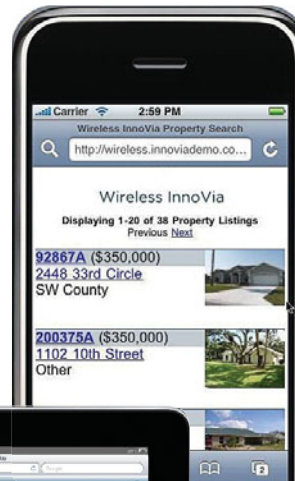 Carrier 2:59 PM
Wireless InnoVia Property Search
http://wireless.innoviademo.co...
Wireless InnoVia
Displaying 1-20 of 38 Property Listings
Previous Next
92867A ($350,000)
2448 33rd Circle
SW County
200375A ($350,000)
1102 10th Street
Other
2